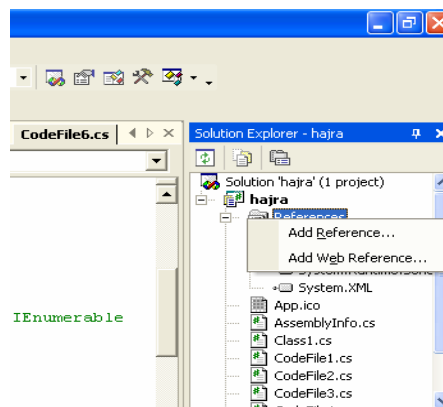 CodeFile6.cs
Solution Explorer - hajra
Solution 'hajra' (1 project)
hajra
References
Add Reference...
Add Web Reference...
System.XML
App.ico
AssemblyInfo.cs
Class1.cs
CodeFile1.cs
CodeFile2.cs
CodeFile3.cs
IEnumerable